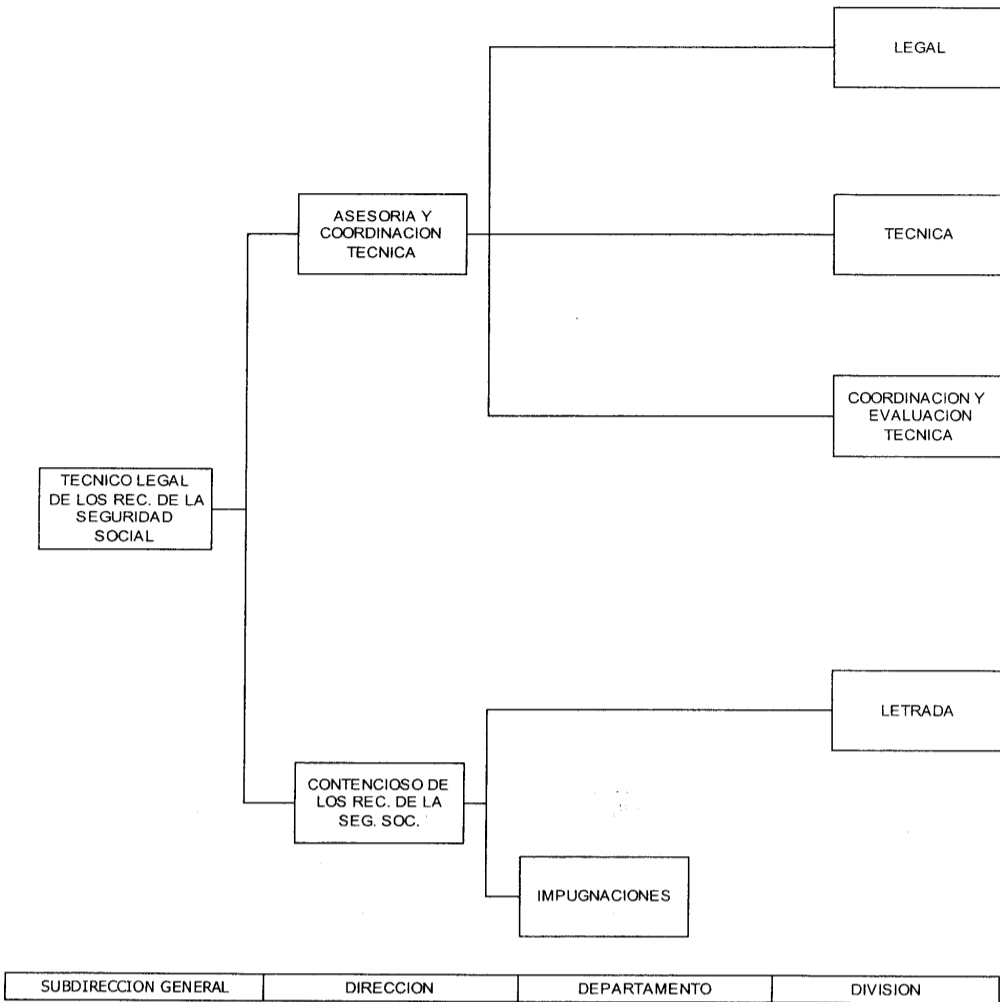 LEGAL
ASESORIA Y
COORDINACION
TECNICA
TECNICA
COORDINACION Y
EVALUACION
TECNICA
TECNICO LEGAL
DE LOS REC. DE LA
SEGURIDAD
SOCIAL
LETRADA
CONTENCIOSO DE
LOS REC. DE LA
SEG. SOC.
IMPUGNACIONES
SUBDIRECCION GENERAL DIRECCION DEPARTAMENTO DIVISION